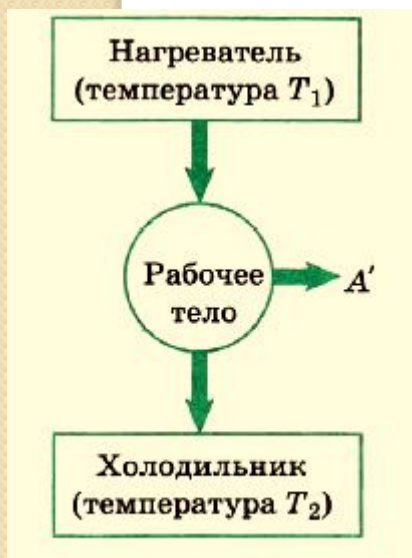 Нагреватель
(температура T₁)
Рабочее
тело
A′
Холодильник
(температура T₂)